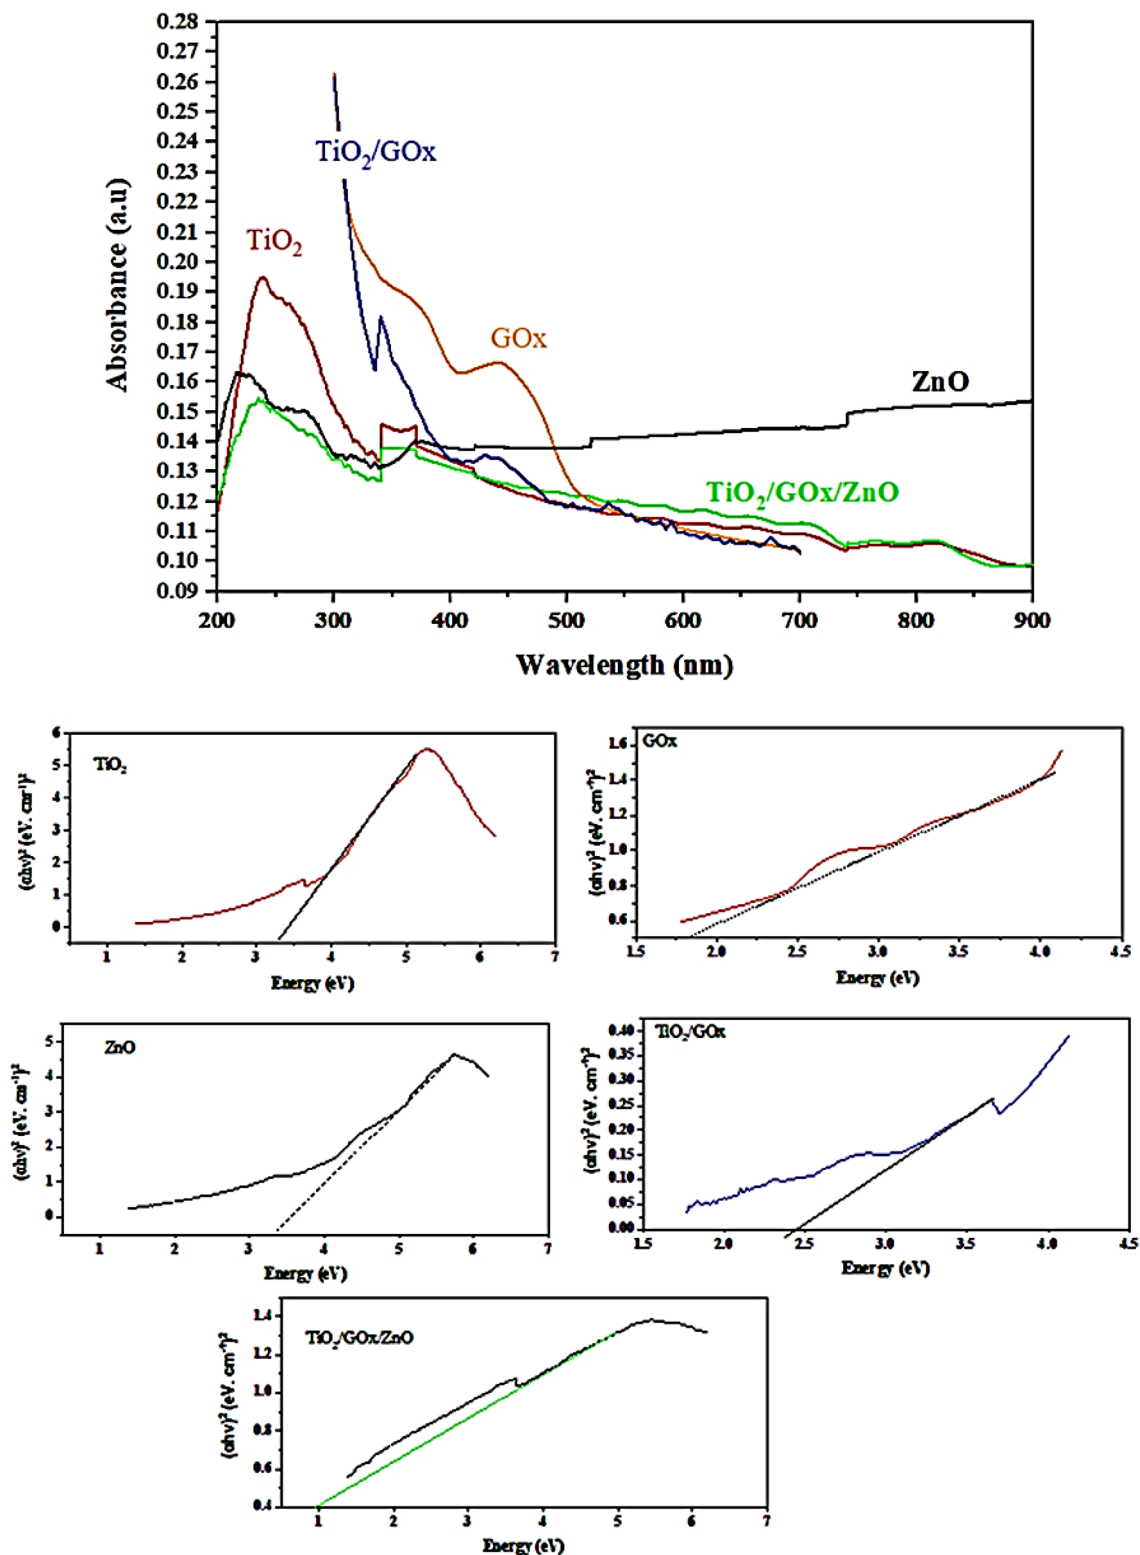 0.28
0.27
0.26
0.24
0.23
0.22
0.21
0.20
0.19
0.18
0.17
0.16
0.15
0.14
0.13
0.12
0.11
0.10
0.09
Absorbance (a.u)
TiO2/GOx
TiO2
GOx
ZnO
TiO2/GOx/ZnO
200 300 400 500 600 700 800 900
Wavelength (nm)
6
5
4
3
2
1
0
(αhν)² (eV. cm⁻¹)²
TiO2
1 2 3 4 5 6 7
Energy (eV)
1.6
1.4
1.2
1.0
0.8
0.6
(αhν)² (eV. cm⁻¹)²
GOx
1.5 2.0 2.5 3.0 3.5 4.0 4.5
Energy (eV)
5
4
3
2
1
0
(αhν)² (eV. cm⁻¹)²
ZnO
1 2 3 4 5 6 7
Energy (eV)
0.40
0.35
0.30
0.25
0.20
0.15
0.10
0.05
0.00
(αhν)² (eV. cm⁻¹)²
TiO2/GOx
1.5 2.0 2.5 3.0 3.5 4.0 4.5
Energy (eV)
1.4
1.2
1.0
0.8
0.6
0.4
(αhν)² (eV. cm⁻¹)²
TiO2/GOx/ZnO
1 2 3 4 5 6 7
Energy (eV)